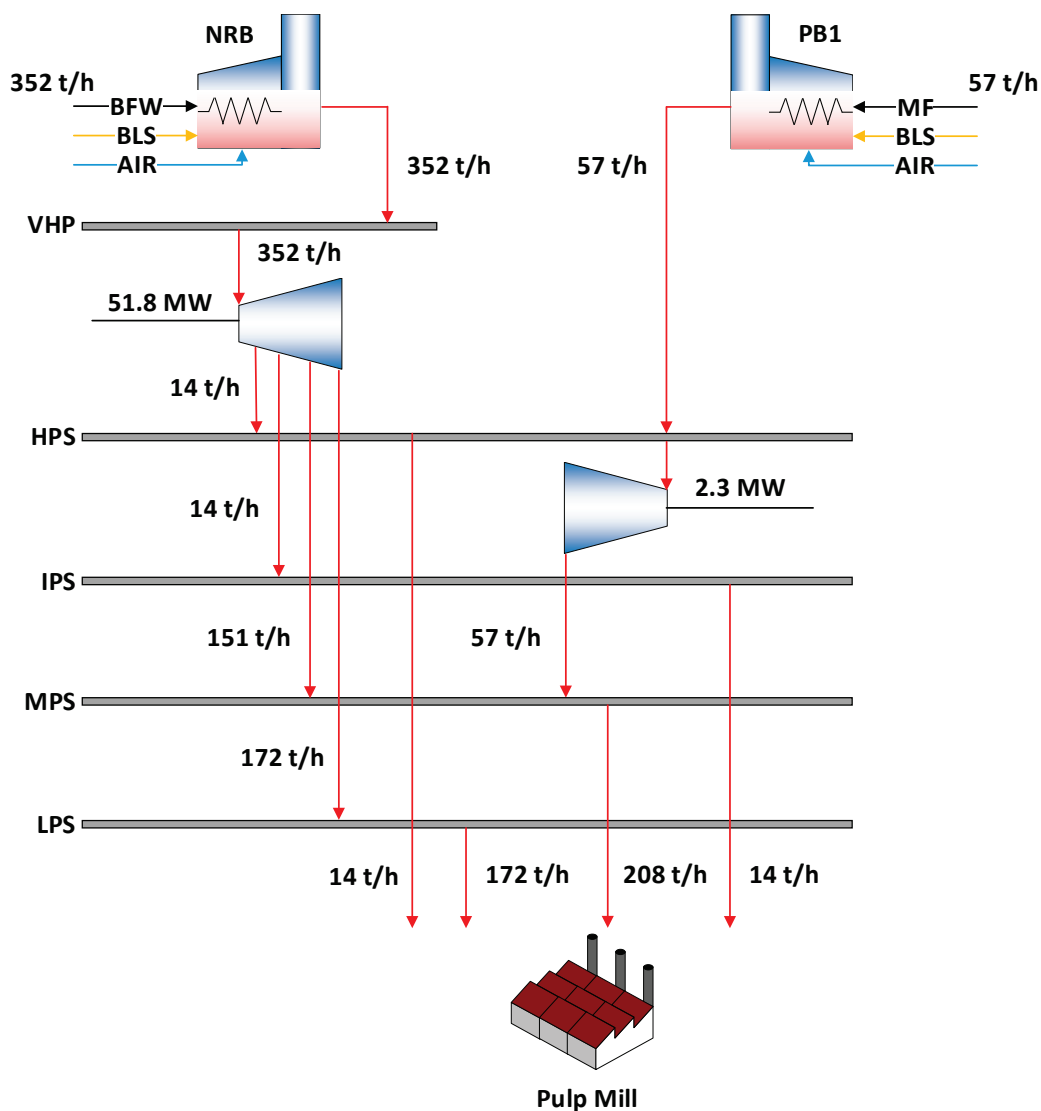 NRB
PB1
352 t/h
57 t/h
BFW
MF
BLS
BLS
AIR
AIR
352 t/h
57 t/h
VHP
352 t/h
51.8 MW
14 t/h
HPS
2.3 MW
14 t/h
IPS
151 t/h
57 t/h
MPS
172 t/h
LPS
14 t/h
172 t/h
208 t/h
14 t/h
Pulp Mill